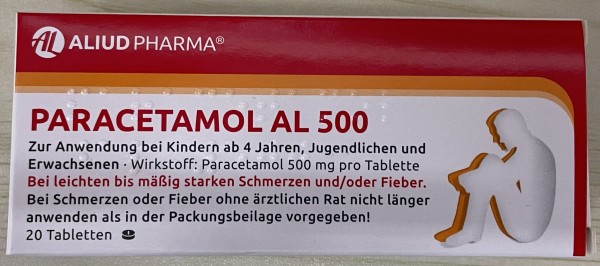 AL ALIUD PHARMA®
PARACETAMOL AL 500
Zur Anwendung bei Kindern ab 4 Jahren, Jugendlichen und
Erwachsenen · Wirkstoff: Paracetamol 500 mg pro Tablette
Bei leichten bis mäßig starken Schmerzen und/oder Fieber.
Bei Schmerzen oder Fieber ohne ärztlichen Rat nicht länger
anwenden als in der Packungsbeilage vorgegeben!
20 Tabletten